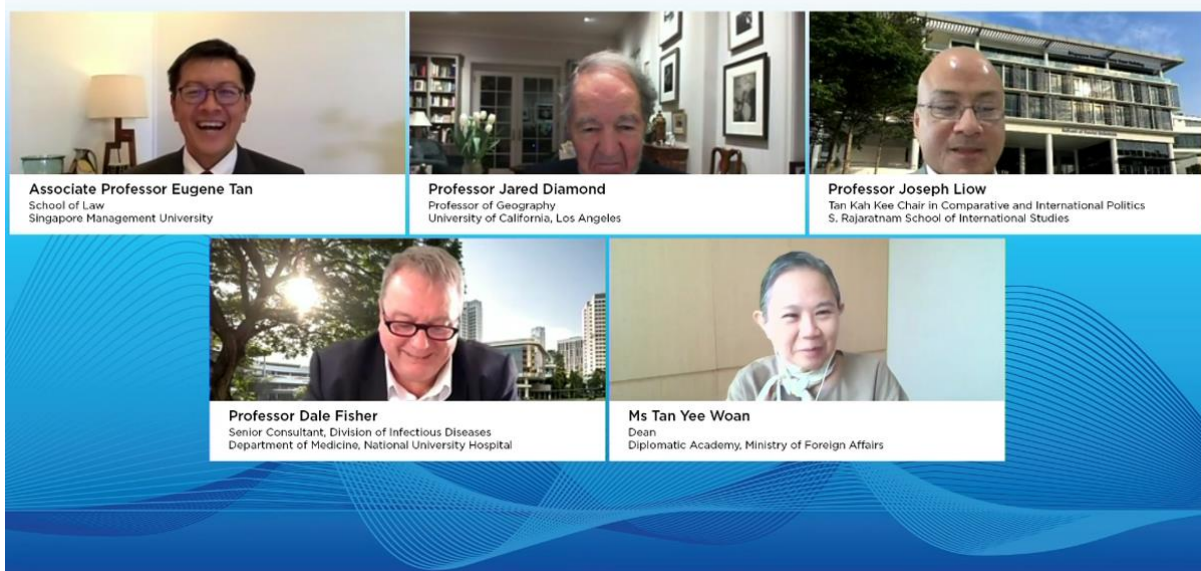 Associate Professor Eugene Tan
School of Law
Singapore Management University
Professor Jared Diamond
Professor of Geography
University of California, Los Angeles
Professor Joseph Liow
Tan Kah Kee Chair in Comparative and International Politics
S. Rajaratnam School of International Studies
Professor Dale Fisher
Senior Consultant, Division of Infectious Diseases
Department of Medicine, National University Hospital
Ms Tan Yee Woan
Dean
Diplomatic Academy, Ministry of Foreign Affairs